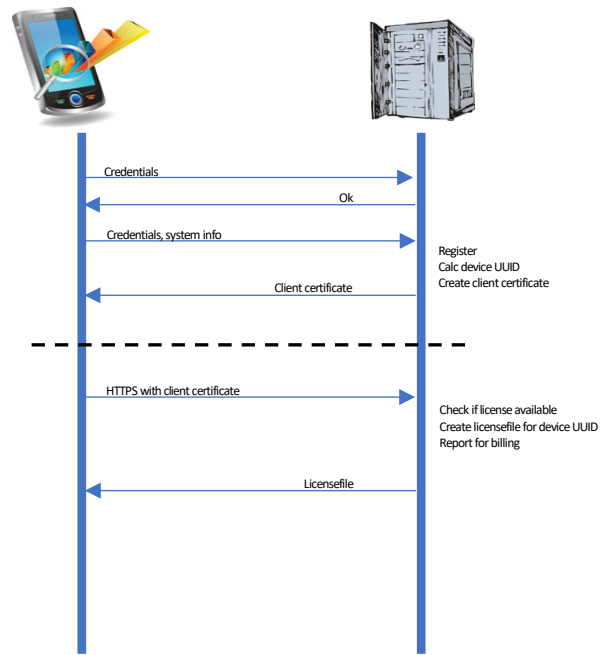 Credentials
Ok
Credentials, system info
Register
Calc device UUID
Create client certificate
Client certificate
HTTPS with client certificate
Check if license available
Create licensefile for device UUID
Report for billing
Licensefile